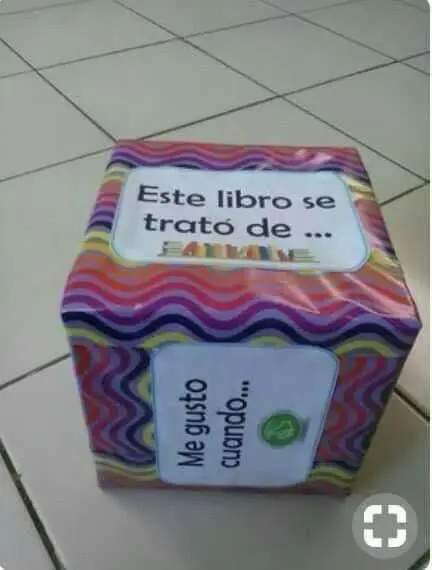 Este libro se
trató de ...
Me gusto
cuando...